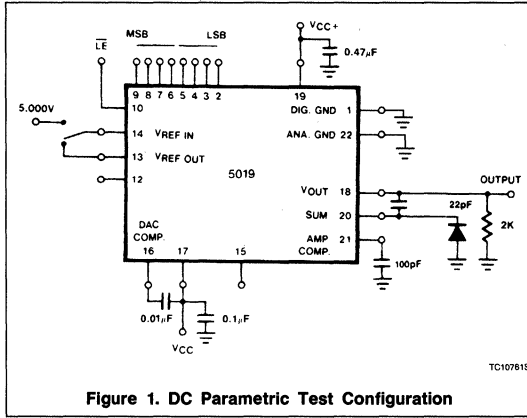 VCC+
0.47μF
LE
MSB LSB
9 8 7 6 5 4 3 2
19
5.000V
10
DIG. GND 1
14 VREF IN
ANA. GND 22
13 VREF OUT
12
5019
VOUT 18
OUTPUT
22pF
SUM 20
2K
DAC COMP.
AMP COMP. 21
16 17 15
100pF
0.01μF
0.1μF
VCC
TC10761S
Figure 1. DC Parametric Test Configuration